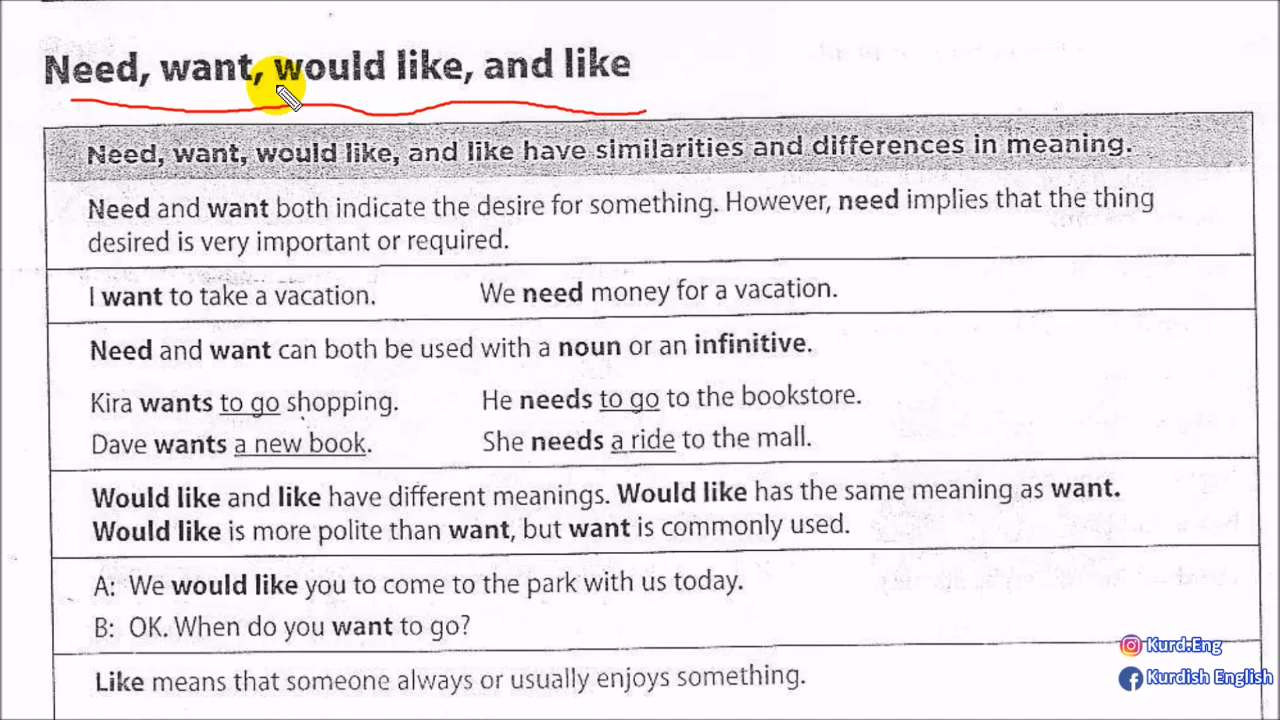 Need, want, would like, and like
Need, want, would like, and like have similarities and differences in meaning.
Need and want both indicate the desire for something. However, need implies that the thing
desired is very important or required.
I want to take a vacation. We need money for a vacation.
Need and want can both be used with a noun or an infinitive.
Kira wants to go shopping. He needs to go to the bookstore.
Dave wants a new book. She needs a ride to the mall.
Would like and like have different meanings. Would like has the same meaning as want.
Would like is more polite than want, but want is commonly used.
A: We would like you to come to the park with us today.
B: OK. When do you want to go?
Like means that someone always or usually enjoys something.
Kurd.Eng
Kurdish English